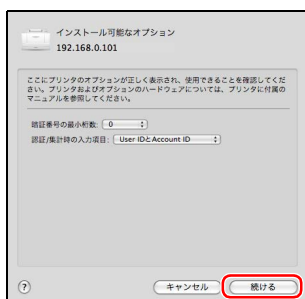 インストール可能なオプション
192.168.0.101
ここにプリンタのオプションが正しく表示され、使用できることを確認してくだ
さい。プリンタおよびオプションのハードウェアについては、プリンタに付属の
マニュアルを参照してください。
暗証番号の最小桁数: 0
認証/集計時の入力項目: User IDとAccount ID
?
キャンセル
続ける